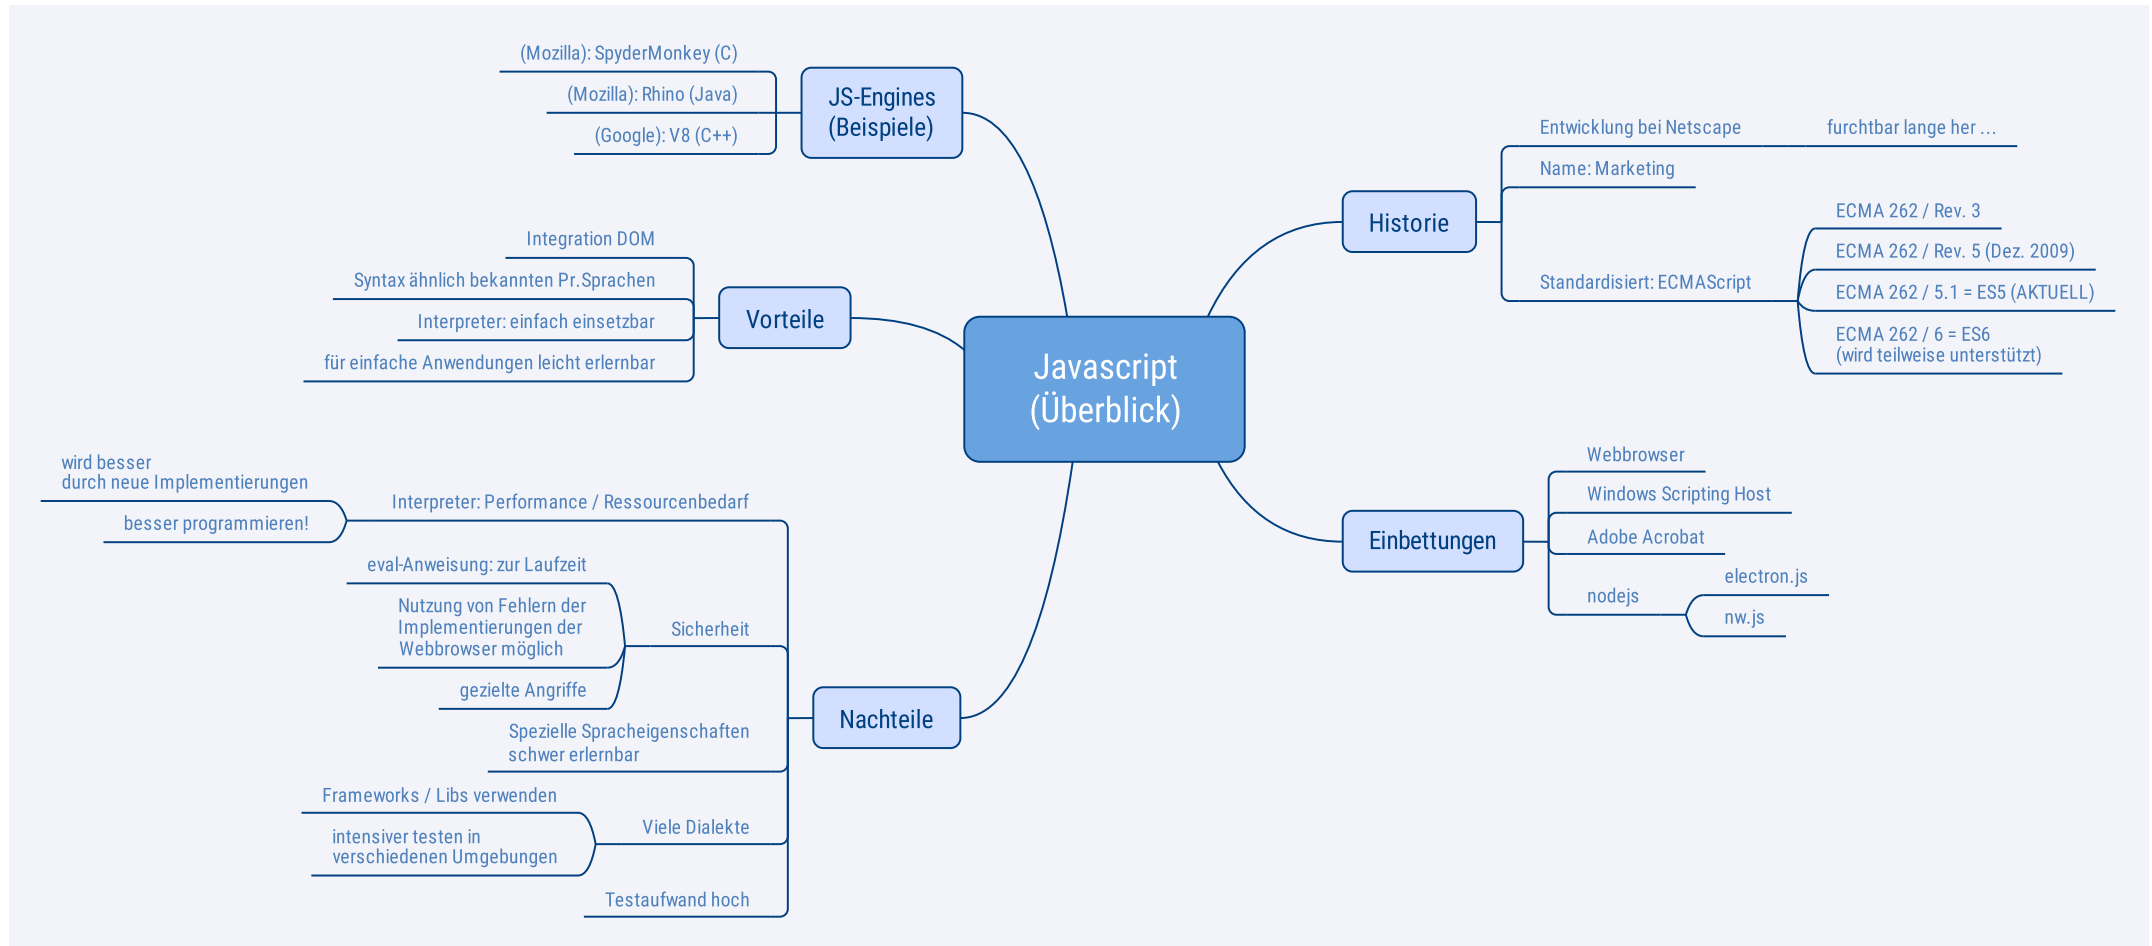 Javascript
(Überblick)
JS-Engines
(Beispiele)
(Mozilla): SpyderMonkey (C)
(Mozilla): Rhino (Java)
(Google): V8 (C++)
Vorteile
Integration DOM
Syntax ähnlich bekannten Pr.Sprachen
Interpreter: einfach einsetzbar
für einfache Anwendungen leicht erlernbar
Nachteile
Interpreter: Performance / Ressourcenbedarf
wird besser
durch neue Implementierungen
besser programmieren!
Sicherheit
eval-Anweisung: zur Laufzeit
Nutzung von Fehlern der
Implementierungen der
Webbrowser möglich
gezielte Angriffe
Spezielle Spracheigenschaften
schwer erlernbar
Viele Dialekte
Frameworks / Libs verwenden
intensiver testen in
verschiedenen Umgebungen
Testaufwand hoch
Historie
Entwicklung bei Netscape
furchtbar lange her ...
Name: Marketing
Standardisiert: ECMAScript
ECMA 262 / Rev. 3
ECMA 262 / Rev. 5 (Dez. 2009)
ECMA 262 / 5.1 = ES5 (AKTUELL)
ECMA 262 / 6 = ES6
(wird teilweise unterstützt)
Einbettungen
Webbrowser
Windows Scripting Host
Adobe Acrobat
nodejs
electron.js
nw.js